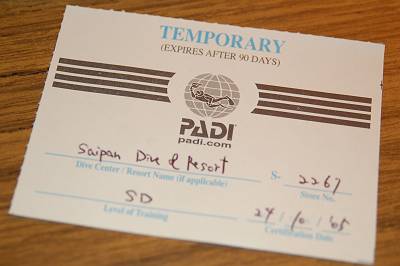 TEMPORARY
(EXPIRES AFTER 90 DAYS)
PADI
padi.com
Saipan Dive & Resort S- 2267
Dive Center / Resort Name (if applicable) Store No.
SD 24/10/'05
Level of Training Certification Date